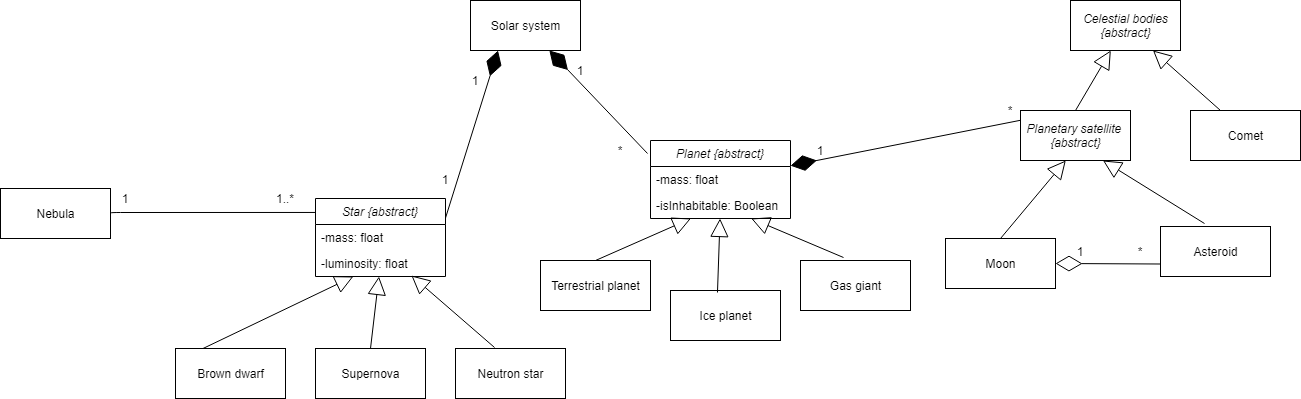 Solar system
Celestial bodies
{abstract}
1
1
*
Planetary satellite
{abstract}
Comet
*
Planet {abstract}
1
-mass: float
-isInhabitable: Boolean
1
Nebula
1
1..*
Star {abstract}
-mass: float
-luminosity: float
Moon
1
*
Asteroid
Terrestrial planet
Ice planet
Gas giant
Brown dwarf
Supernova
Neutron star